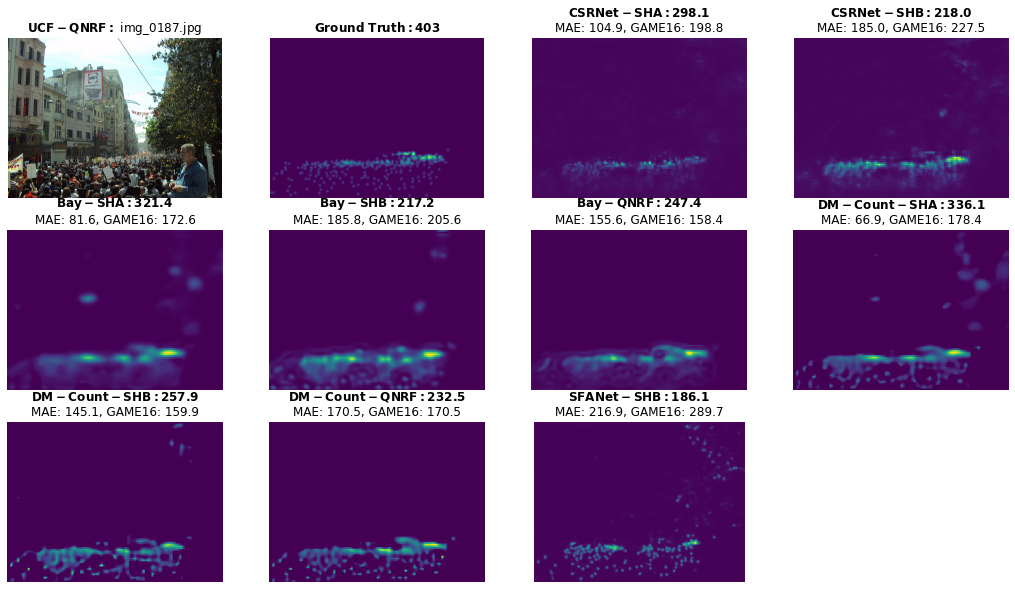 UCF − QNRF: img_0187.jpg
Ground Truth: 403
CSRNet − SHA: 298.1
MAE: 104.9, GAME16: 198.8
CSRNet − SHB: 218.0
MAE: 185.0, GAME16: 227.5
Bay − SHA: 321.4
MAE: 81.6, GAME16: 172.6
Bay − SHB: 217.2
MAE: 185.8, GAME16: 205.6
Bay − QNRF: 247.4
MAE: 155.6, GAME16: 158.4
DM − Count − SHA: 336.1
MAE: 66.9, GAME16: 178.4
DM − Count − SHB: 257.9
MAE: 145.1, GAME16: 159.9
DM − Count − QNRF: 232.5
MAE: 170.5, GAME16: 170.5
SFANet − SHB: 186.1
MAE: 216.9, GAME16: 289.7